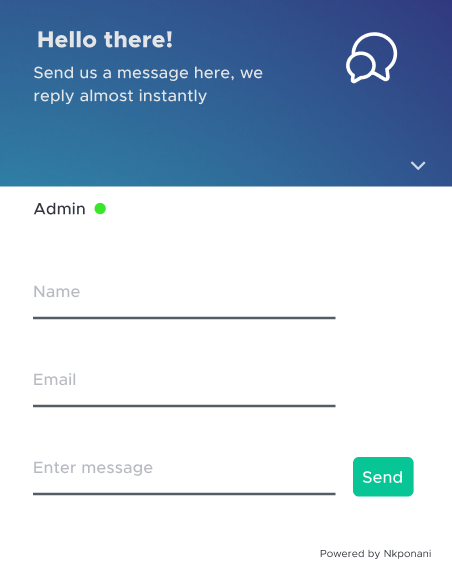 Hello there!
Send us a message here, we
reply almost instantly
Admin
Name
Email
Enter message
Send
Powered by Nkponani